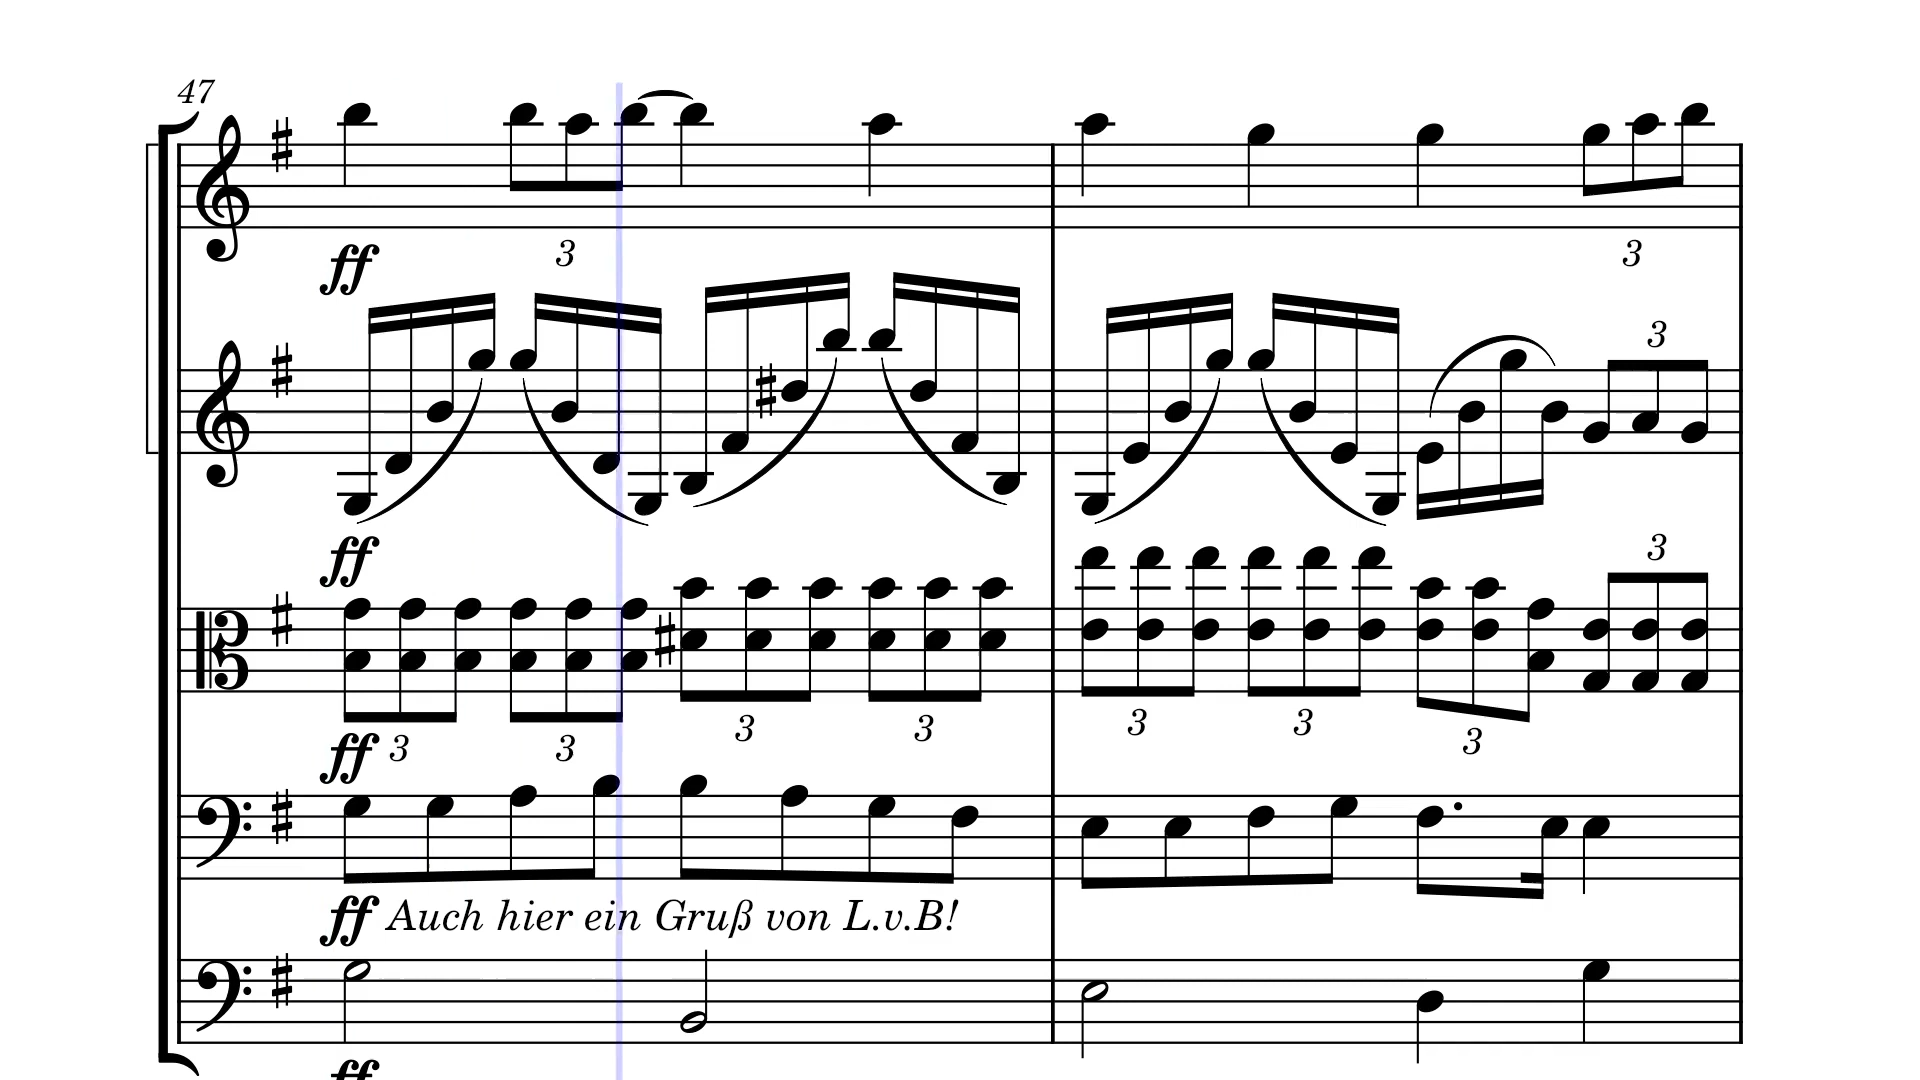 47
ff 3
3
ff 3
3
ff 3 3 3 3 3 3 3
ff Auch hier ein Gruß von L.v.B!
ff